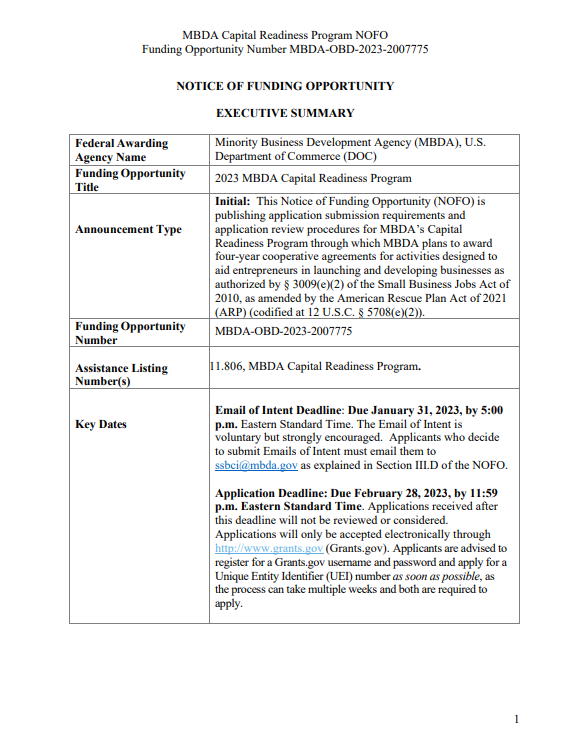 MBDA Capital Readiness Program NOFO
Funding Opportunity Number MBDA-OBD-2023-2007775
NOTICE OF FUNDING OPPORTUNITY
EXECUTIVE SUMMARY
Federal Awarding
Agency Name
Minority Business Development Agency (MBDA), U.S.
Department of Commerce (DOC)
Funding Opportunity
Title
2023 MBDA Capital Readiness Program
Announcement Type
Initial:  This Notice of Funding Opportunity (NOFO) is
publishing application submission requirements and
application review procedures for MBDA's Capital
Readiness Program through which MBDA plans to award
four-year cooperative agreements for activities designed to
aid entrepreneurs in launching and developing businesses as
authorized by § 3009(e)(2) of the Small Business Jobs Act of
2010, as amended by the American Rescue Plan Act of 2021
(ARP) (codified at 12 U.S.C. § 5708(e)(2)).
Funding Opportunity
Number
MBDA-OBD-2023-2007775
Assistance Listing
Number(s)
11.806, MBDA Capital Readiness Program.
Key Dates
Email of Intent Deadline: Due January 31, 2023, by 5:00
p.m. Eastern Standard Time. The Email of Intent is
voluntary but strongly encouraged.  Applicants who decide
to submit Emails of Intent must email them to
ssbci@mbda.gov as explained in Section III.D of the NOFO.
Application Deadline: Due February 28, 2023, by 11:59
p.m. Eastern Standard Time. Applications received after
this deadline will not be reviewed or considered.
Applications will only be accepted electronically through
http://www.grants.gov (Grants.gov). Applicants are advised to
register for a Grants.gov username and password and apply for a
Unique Entity Identifier (UEI) number as soon as possible, as
the process can take multiple weeks and both are required to
apply.
1